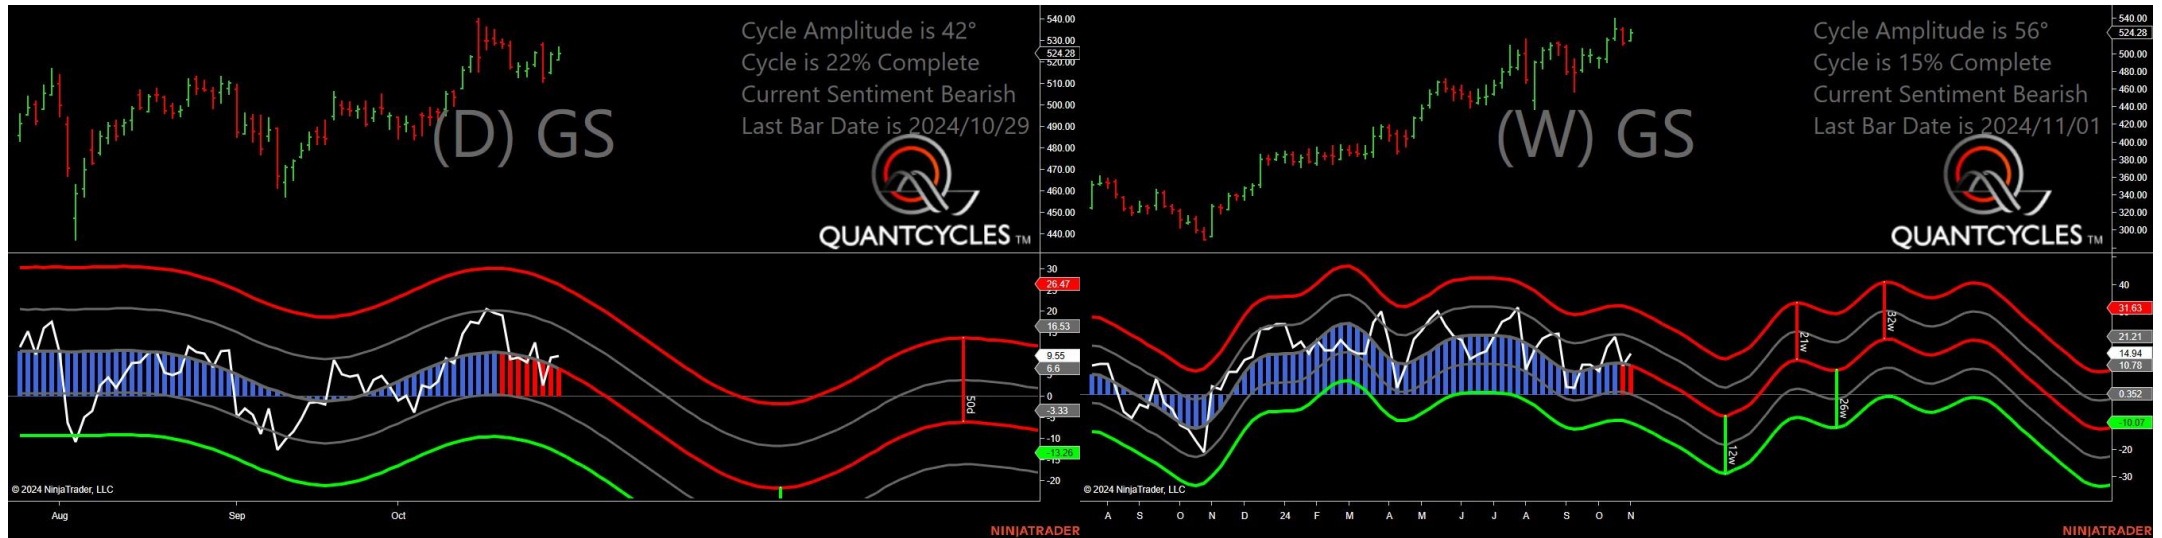 Cycle Amplitude is 42°
Cycle is 22% Complete
Current Sentiment Bearish
Last Bar Date is 2024/10/29
(D) GS
QUANTCYCLES TM
540.00
530.00
524.28
520.00
510.00
500.00
490.00
480.00
470.00
460.00
450.00
440.00
30
26.47
25
20
16.53
9.55
6.6
5
0
-3.33
-5
-10
-13.26
-15
-20
50d
© 2024 NinjaTrader, LLC
Aug Sep Oct
NINJATRADER
Cycle Amplitude is 56°
Cycle is 15% Complete
Current Sentiment Bearish
Last Bar Date is 2024/11/01
(W) GS
QUANTCYCLES TM
540.00
524.28
500.00
480.00
460.00
440.00
420.00
400.00
380.00
360.00
340.00
320.00
300.00
40
31.63
21.21
14.94
10.78
0.352
-10.07
-20
-30
12w
21w
26w
32w
© 2024 NinjaTrader, LLC
A S O N D 24 F M A M J J A S O N
NINJATRADER